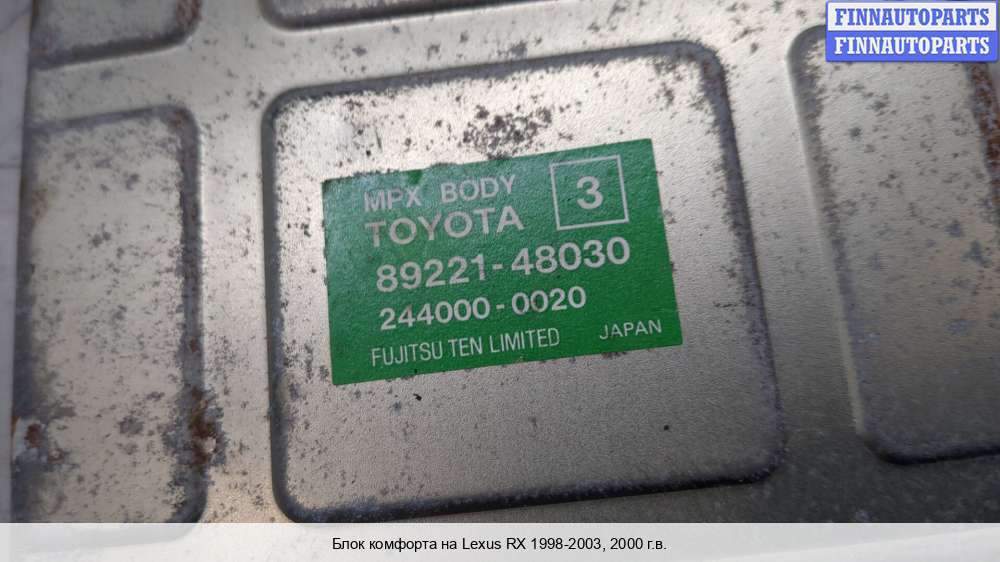 FINNAUTOPARTS
FINNAUTOPARTS
MPX BODY
3
TOYOTA
89221-48030
244000-0020
FUJITSU TEN LIMITED JAPAN
Блок комфорта на Lexus RX 1998-2003, 2000 г.в.